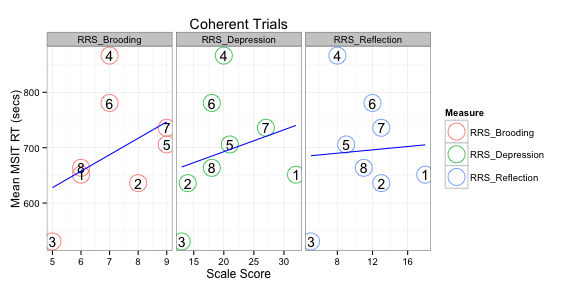 Coherent Trials
RRS_Brooding RRS_Depression RRS_Reflection
Mean MSIT RT (secs)
800
700
600
4 6 7 5 8 1 2 3
4 6 7 5 8 1 2 3
4 6 7 5 8 1 2 3
5 6 7 8 9 15 20 25 30 8 12 16
Scale Score
Measure
RRS_Brooding
RRS_Depression
RRS_Reflection